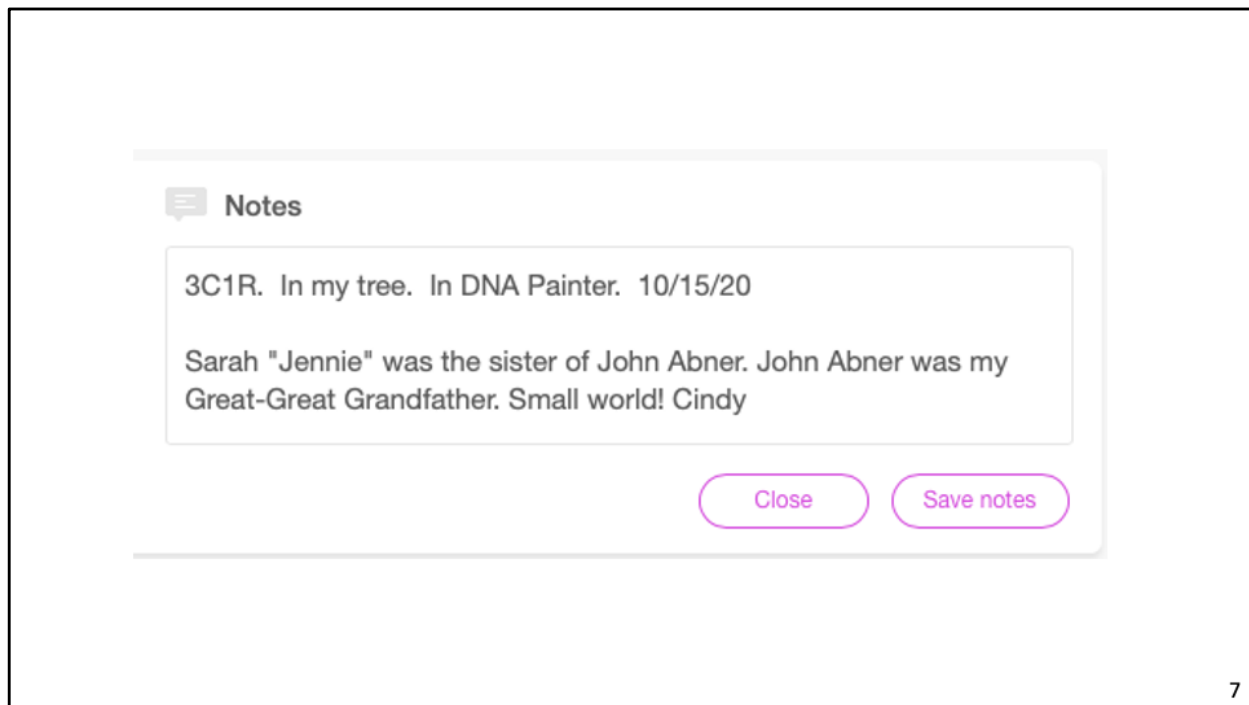 Notes
3C1R.  In my tree.  In DNA Painter.  10/15/20
Sarah "Jennie" was the sister of John Abner. John Abner was my
Great-Great Grandfather. Small world! Cindy
Close
Save notes
7